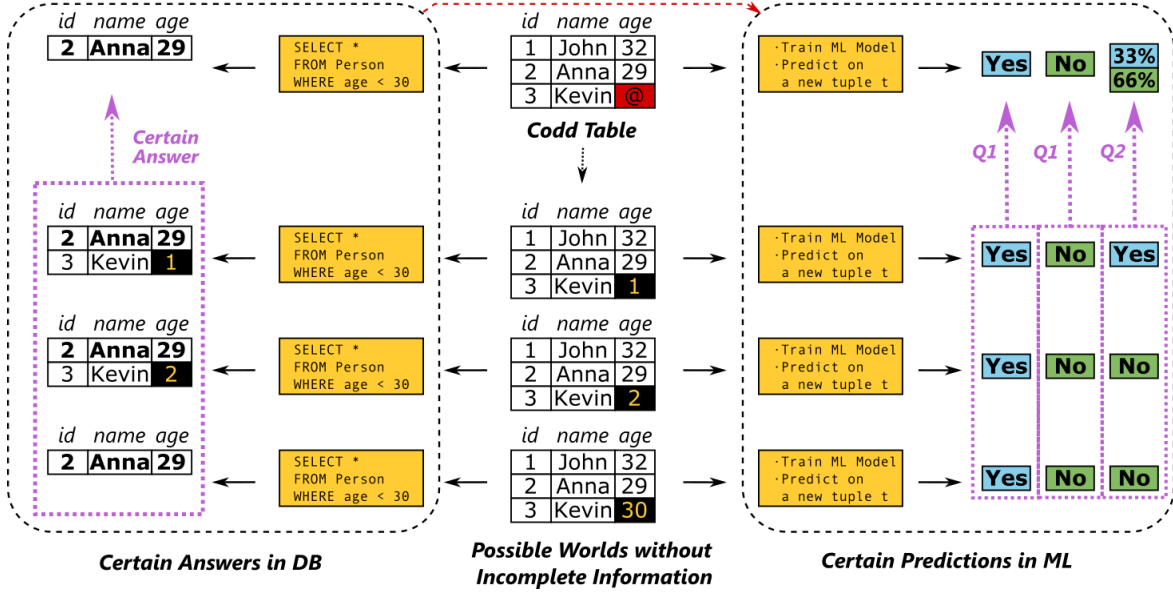 id name age
2 Anna 29
SELECT *
FROM Person
WHERE age < 30
id name age
1 John 32
2 Anna 29
3 Kevin @
Codd Table
·Train ML Model
·Predict on
a new tuple t
Yes
No
33%
66%
Certain
Answer
Q1
Q1
Q2
id name age
2 Anna 29
3 Kevin 1
SELECT *
FROM Person
WHERE age < 30
id name age
1 John 32
2 Anna 29
3 Kevin 1
·Train ML Model
·Predict on
a new tuple t
Yes
No
Yes
id name age
2 Anna 29
3 Kevin 2
SELECT *
FROM Person
WHERE age < 30
id name age
1 John 32
2 Anna 29
3 Kevin 2
·Train ML Model
·Predict on
a new tuple t
Yes
No
No
id name age
2 Anna 29
SELECT *
FROM Person
WHERE age < 30
id name age
1 John 32
2 Anna 29
3 Kevin 30
·Train ML Model
·Predict on
a new tuple t
Yes
No
No
Certain Answers in DB
Possible Worlds without
Incomplete Information
Certain Predictions in ML